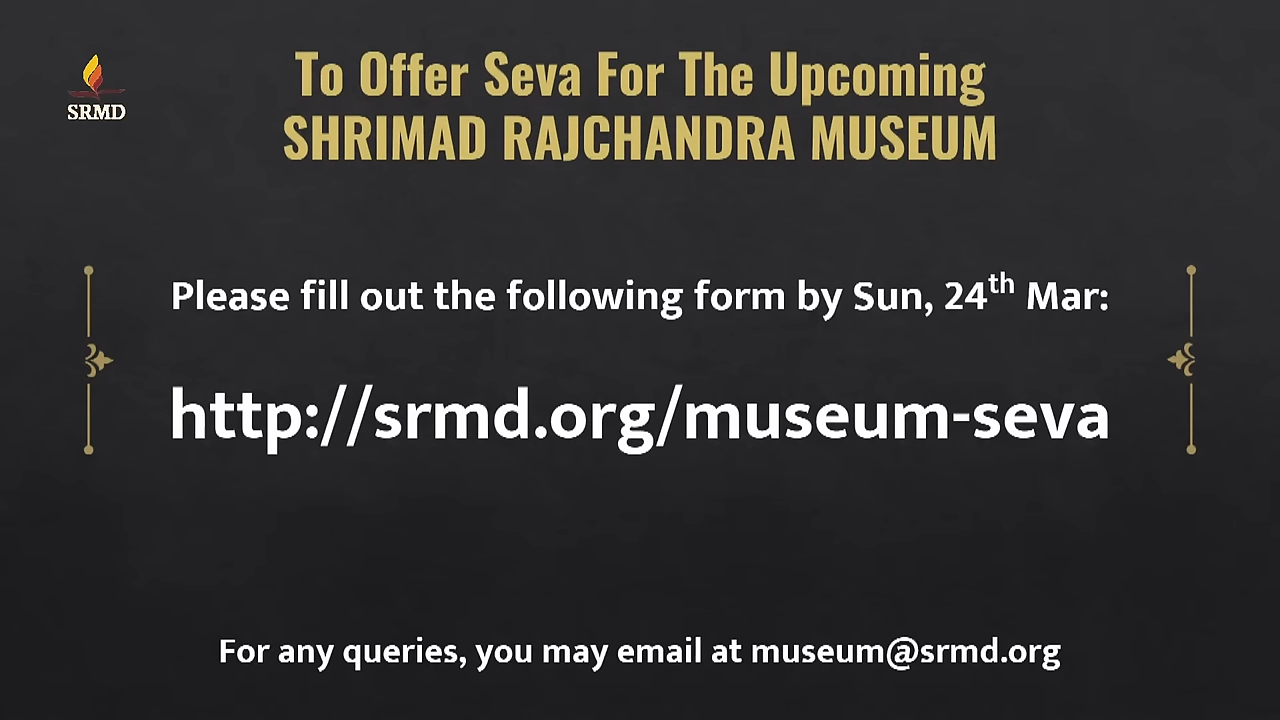 SRMD
To Offer Seva For The Upcoming
SHRIMAD RAJCHANDRA MUSEUM
Please fill out the following form by Sun, 24th Mar:
http://srmd.org/museum-seva
For any queries, you may email at museum@srmd.org